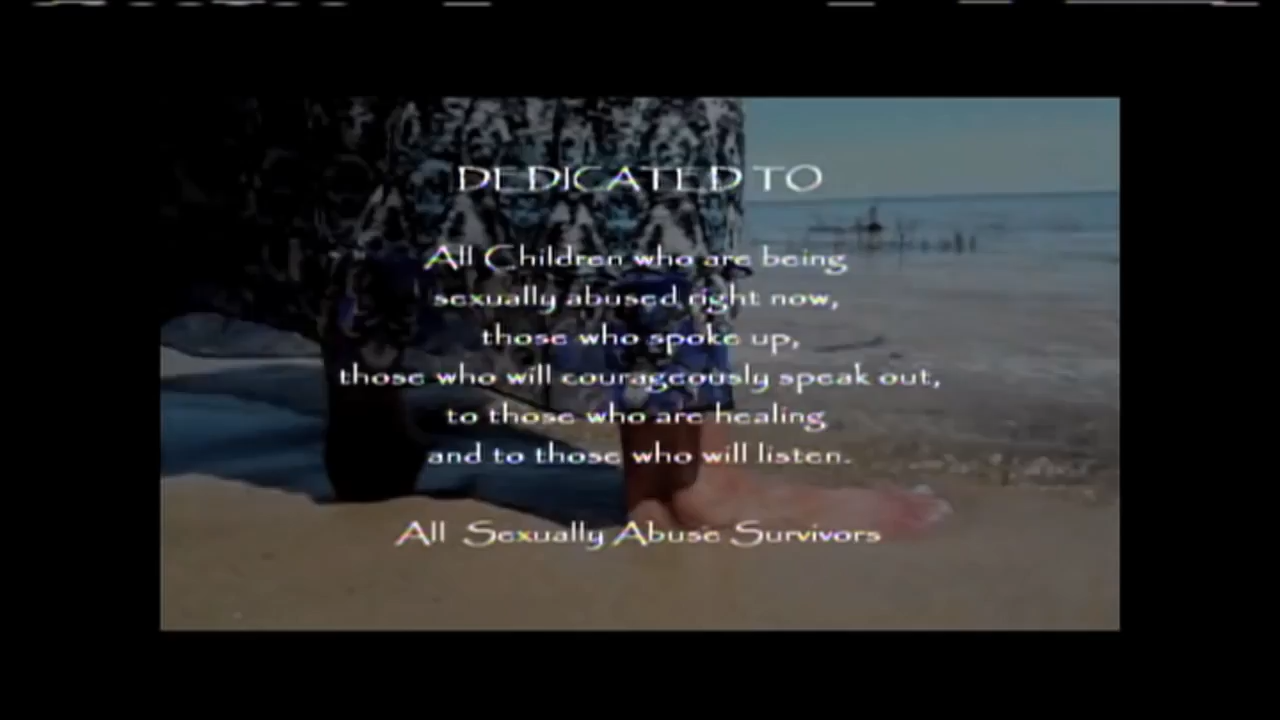 DEDICATED TO
All Children who are being
sexually abused right now,
those who spoke up,
those who will courageously speak out,
to those who are healing
and to those who will listen.
All Sexually Abuse Survivors